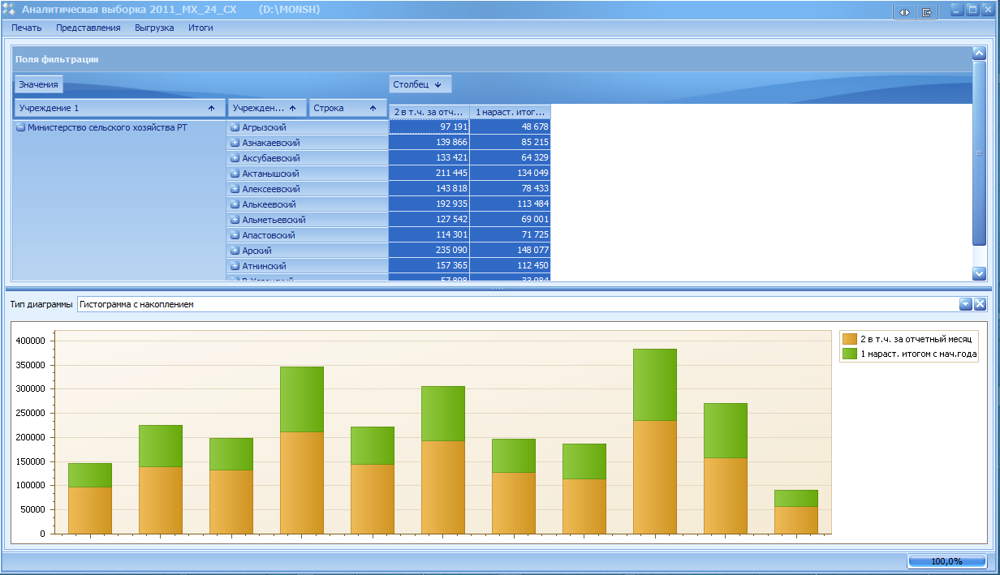 Аналитическая выборка 2011_МХ_24_СХ (D:\MONSH)
Печать Представления Выгрузка Итоги
Поля фильтрации
Значения Столбец
Учреждение 1 Учрежден... Строка 2 в т.ч. за отч... 1 нараст. итог...
Министерство сельского хозяйства РТ Агрызский 97 191 48 678
Азнакаевский 139 866 85 215
Аксубаевский 133 421 64 329
Актанышский 211 445 134 049
Алексеевский 143 818 78 433
Алькеевский 192 935 113 484
Альметьевский 127 542 69 001
Апастовский 114 301 71 725
Арский 235 090 148 077
Атнинский 157 365 112 450
Тип диаграммы Гистограмма с накоплением
2 в т.ч. за отчетный месяц
1 нараст. итогом с нач.года
400000
350000
300000
250000
200000
150000
100000
50000
0
100,0%